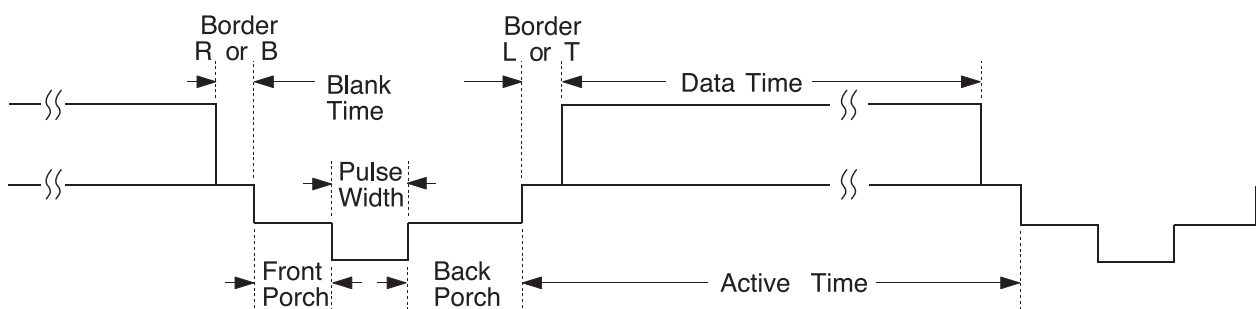 Border
R or B
Border
L or T
Blank
Time
Data Time
Pulse
Width
Front
Porch
Back
Porch
Active Time